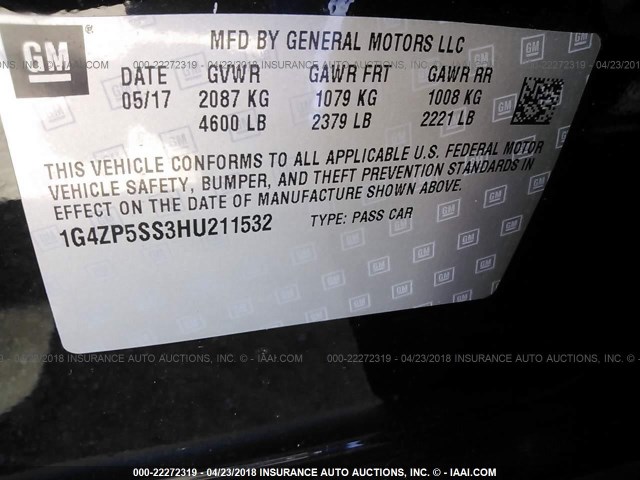 GM
MFD BY GENERAL MOTORS LLC
DATE GVWR GAWR FRT GAWR RR
05/17 2087 KG 1079 KG 1008 KG
4600 LB 2379 LB 2221 LB
THIS VEHICLE CONFORMS TO ALL APPLICABLE U.S. FEDERAL MOTOR
VEHICLE SAFETY, BUMPER, AND THEFT PREVENTION STANDARDS IN
EFFECT ON THE DATE OF MANUFACTURE SHOWN ABOVE.
1G4ZP5SS3HU211532 TYPE: PASS CAR
000-22272319 - 04/23/2018 INSURANCE AUTO AUCTIONS, INC. © - IAAI.COM